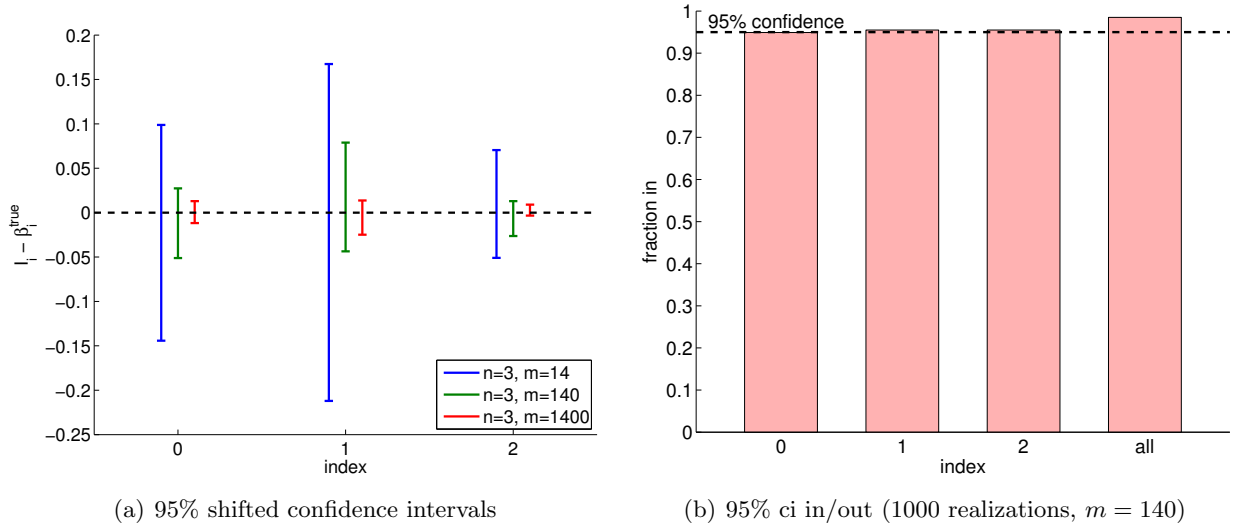 0.2
0.15
0.1
0.05
0
−0.05
−0.1
−0.15
−0.2
−0.25
I_i − β_i^true
0 1 2
index
n=3, m=14
n=3, m=140
n=3, m=1400
(a) 95% shifted confidence intervals
1
0.9
0.8
0.7
0.6
0.5
0.4
0.3
0.2
0.1
0
fraction in
95% confidence
0 1 2 all
index
(b) 95% ci in/out (1000 realizations, m = 140)